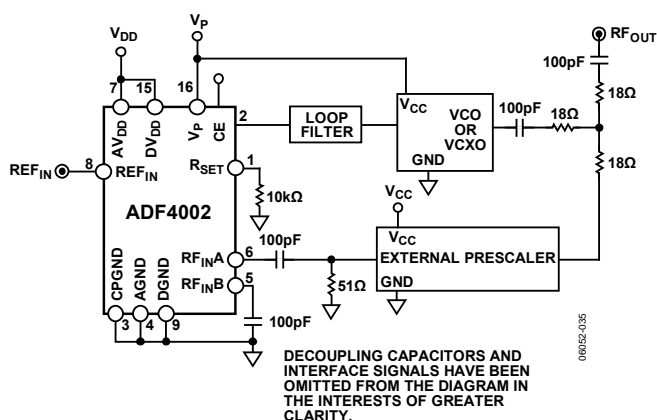 V_DD
V_P
RF_OUT
7
15
16
100pF
AV_DD
DV_DD
V_P
CE
2
LOOP
FILTER
V_CC
VCO
OR
VCXO
GND
100pF
18Ω
18Ω
18Ω
REF_IN
8
REF_IN
R_SET
1
10kΩ
ADF4002
V_CC
V_CC
EXTERNAL PRESCALER
GND
RF_INA
6
100pF
51Ω
RF_INB
5
100pF
CPGND
AGND
DGND
3
4
9
DECOUPLING CAPACITORS AND
INTERFACE SIGNALS HAVE BEEN
OMITTED FROM THE DIAGRAM IN
THE INTERESTS OF GREATER
CLARITY.
06052-035